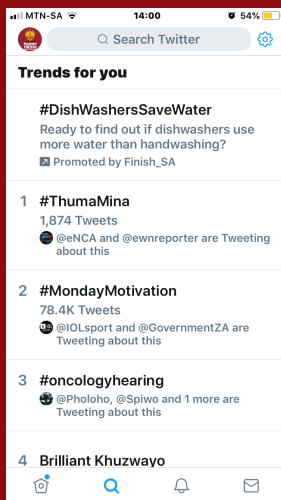 MTN-SA 14:00 54%
Search Twitter
Trends for you
#DishWashersSaveWater
Ready to find out if dishwashers use
more water than handwashing?
Promoted by Finish_SA
1 #ThumaMina
1,874 Tweets
@eNCA and @ewnreporter are Tweeting
about this
2 #MondayMotivation
78.4K Tweets
@IOLsport and @GovernmentZA are
Tweeting about this
3 #oncologyhearing
@Pholoho, @Spiwo and 1 more are
Tweeting about this
4 Brilliant Khuzwayo